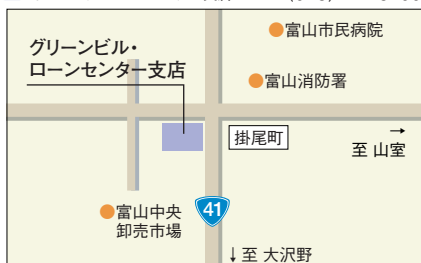 富山市民病院
グリーンビル・
ローンセンター支店
富山消防署
掛尾町
→
至 山室
富山中央
卸売市場
41
↓至 大沢野